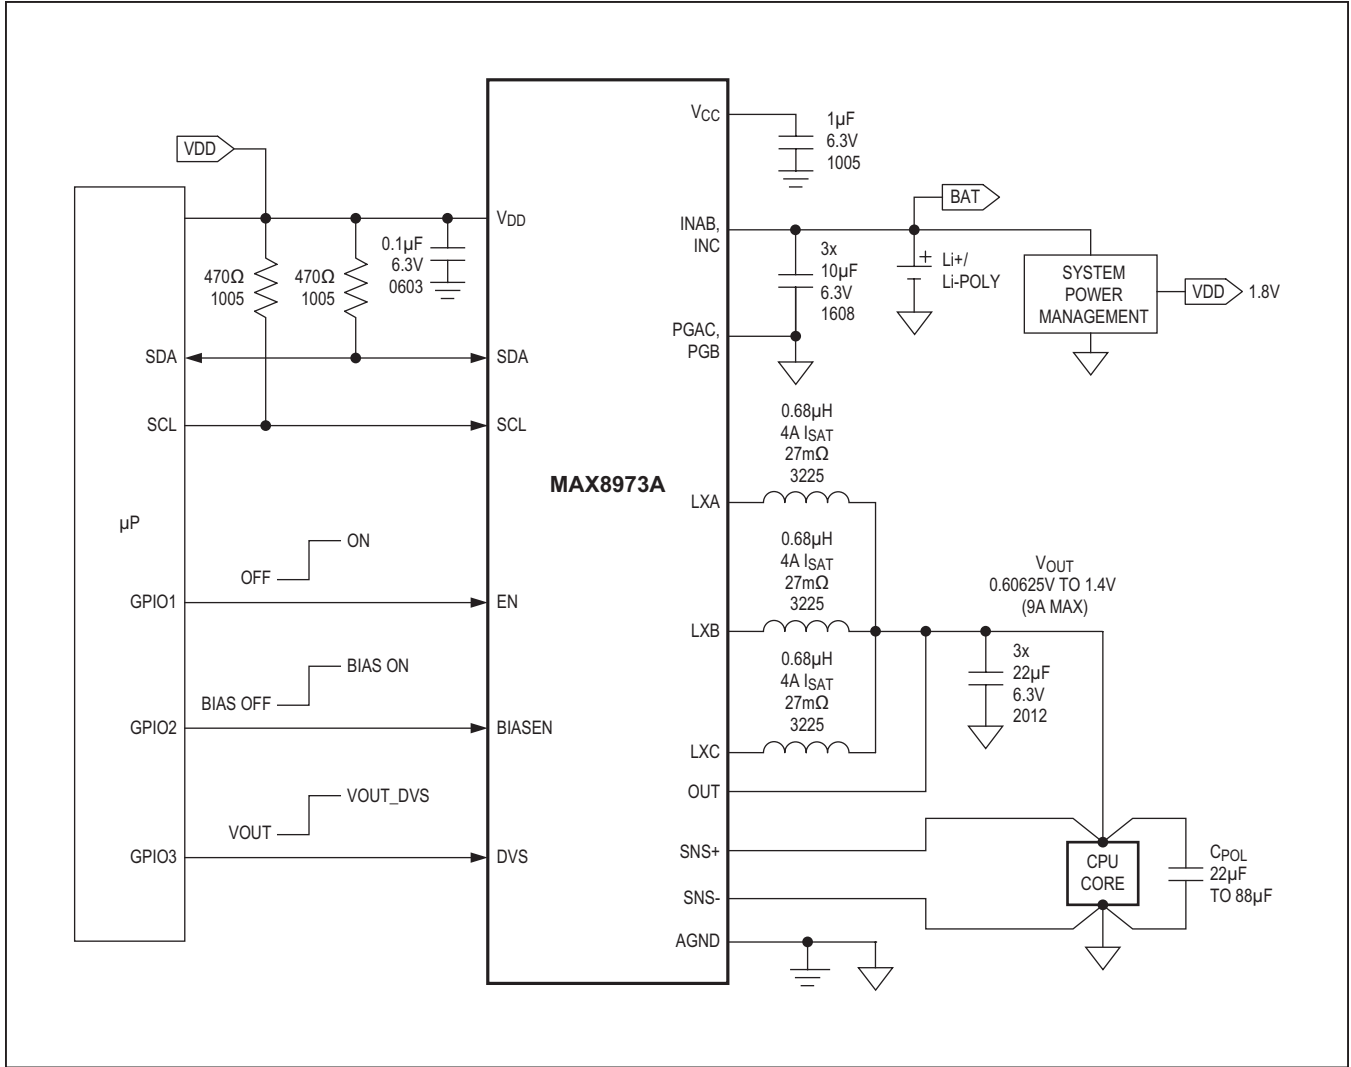 VCC
1µF
6.3V
1005
VDD
VDD
0.1µF
6.3V
0603
470Ω
1005
470Ω
1005
INAB,
INC
BAT
3x
10µF
6.3V
1608
+ Li+/
Li-POLY
SYSTEM
POWER
MANAGEMENT
VDD 1.8V
PGAC,
PGB
SDA
SDA
SCL
SCL
MAX8973A
µP
0.68µH
4A ISAT
27mΩ
3225
LXA
0.68µH
4A ISAT
27mΩ
3225
LXB
0.68µH
4A ISAT
27mΩ
3225
LXC
VOUT
0.60625V TO 1.4V
(9A MAX)
3x
22µF
6.3V
2012
ON
OFF
GPIO1
EN
BIAS ON
BIAS OFF
GPIO2
BIASEN
OUT
VOUT_DVS
VOUT
GPIO3
DVS
SNS+
SNS-
AGND
CPU
CORE
CPOL
22µF
TO 88µF